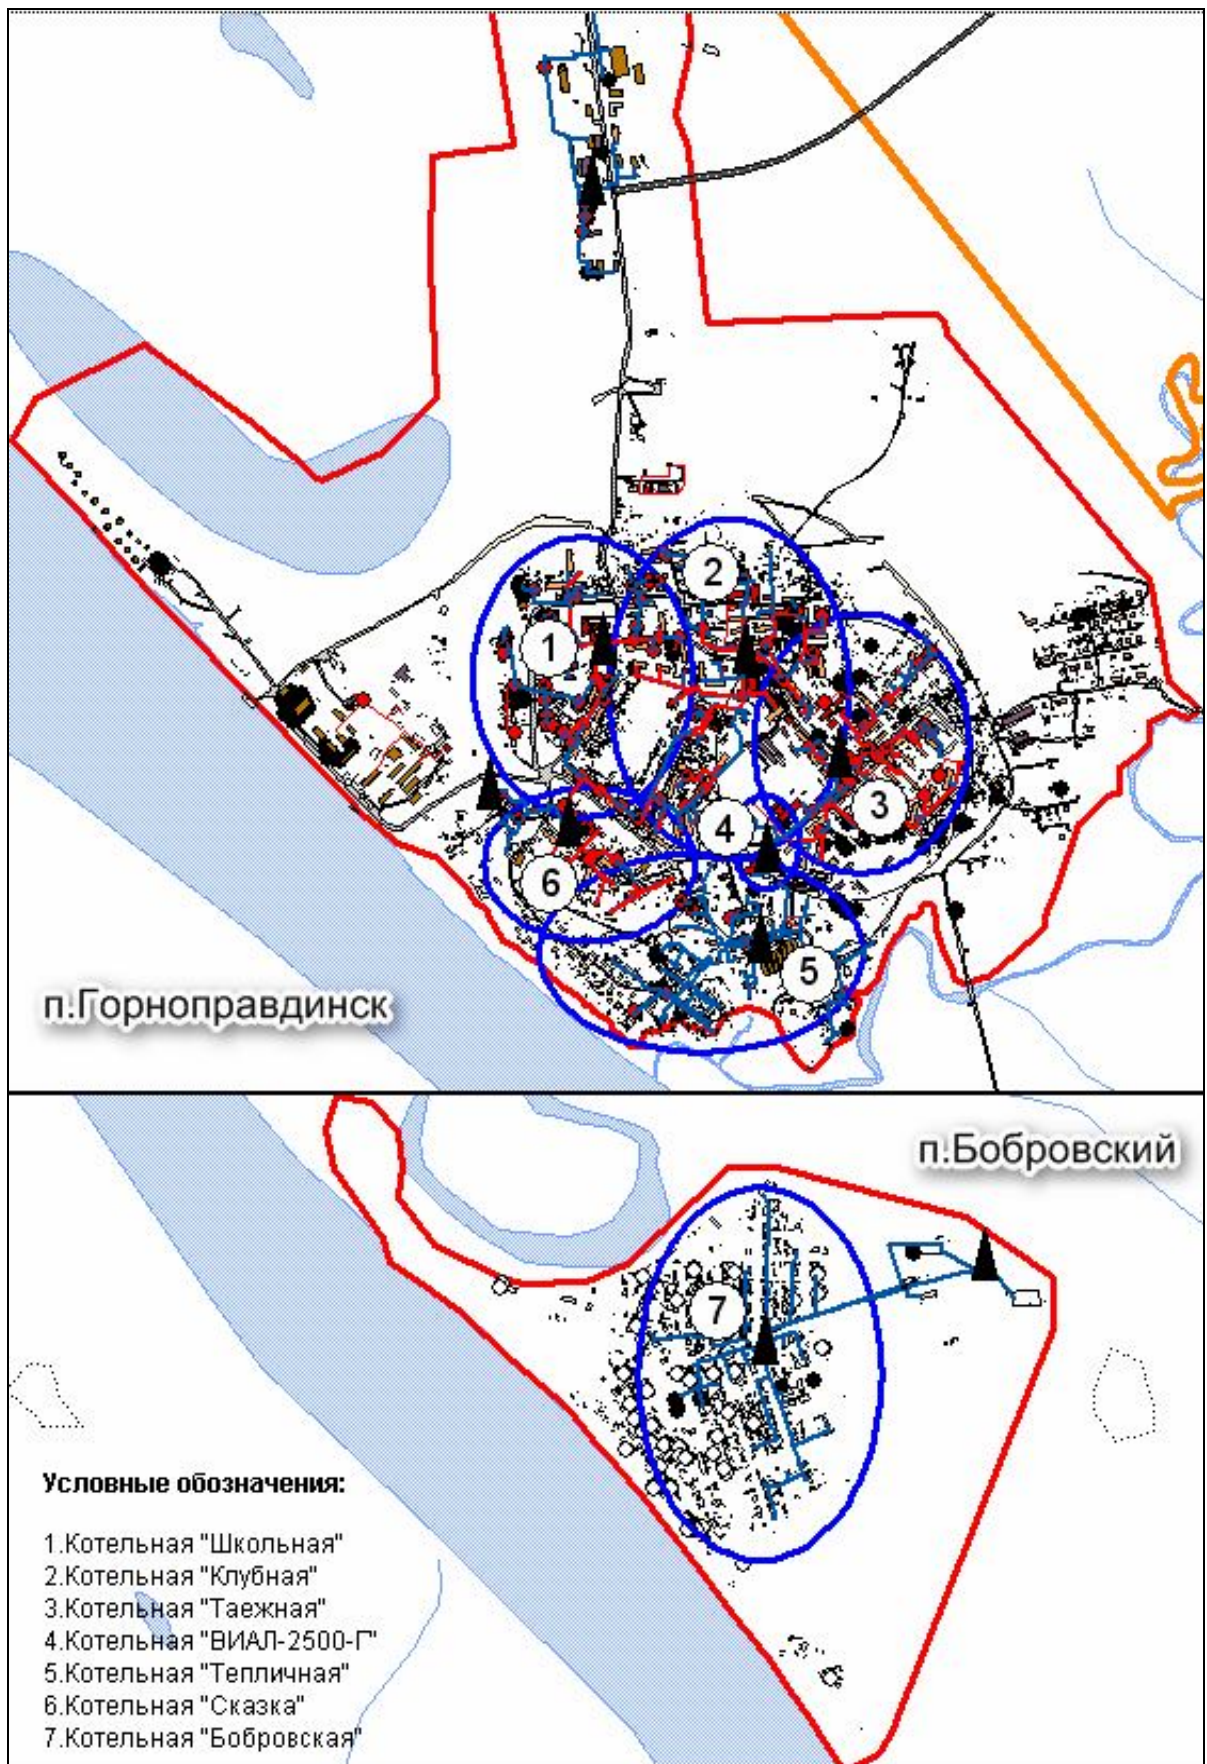 1
2
3
4
6
5
п.Горноправдинск
п.Бобровский
7
Условные обозначения:
1.Котельная "Школьная"
2.Котельная "Клубная"
3.Котельная "Таежная"
4.Котельная "ВИАЛ-2500-Г"
5.Котельная "Тепличная"
6.Котельная "Сказка"
7.Котельная "Бобровская"